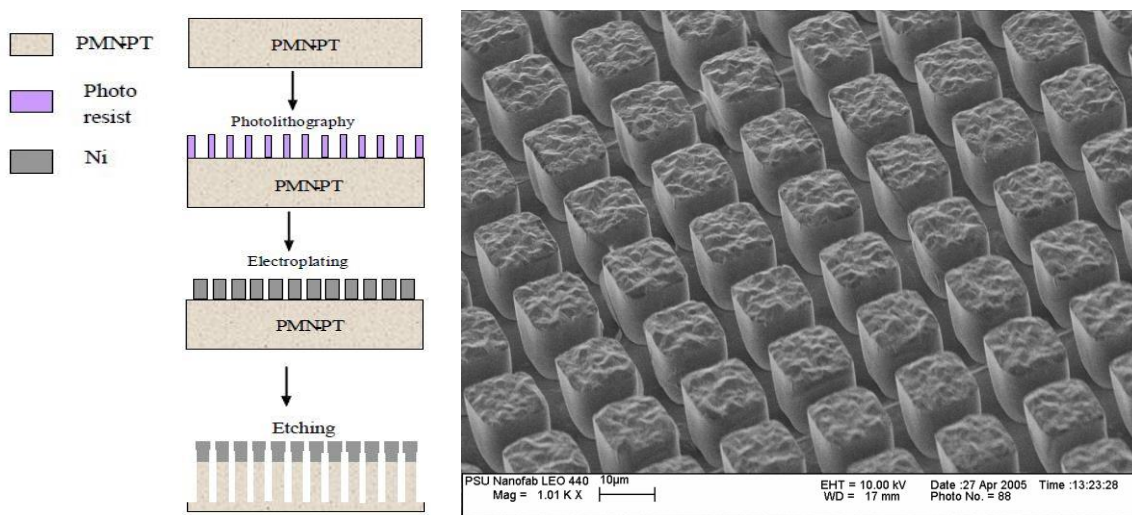 PMNPT
Photo
resist
Ni
PMNPT
Photolithography
PMNPT
Electroplating
PMNPT
Etching
PSU Nanofab LEO 440
Mag = 1.01 K X
10µm
EHT = 10.00 kV
WD = 17 mm
Date :27 Apr 2005
Photo No. = 88
Time :13:23:28